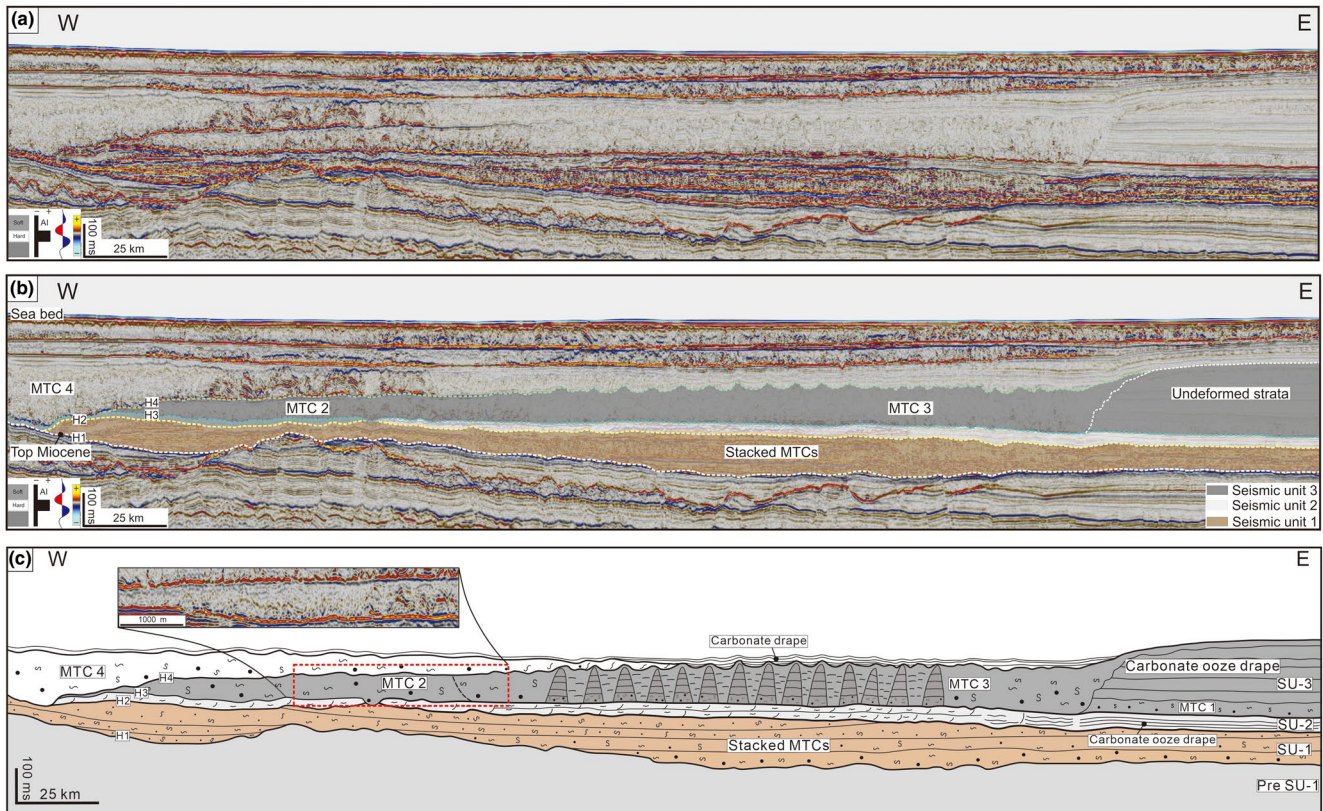 (a) W E
Soft
Hard
AI
- +
+
-
100 ms
25 km
(b) W E
Sea bed
MTC 4
H4
H3
H2
H1
MTC 2
MTC 3
Undeformed strata
Top Miocene
Stacked MTCs
Soft
Hard
AI
- +
+
-
100 ms
25 km
Seismic unit 3
Seismic unit 2
Seismic unit 1
(c) W E
1000 m
Carbonate drape
MTC 4
H4
H3
H2
H1
MTC 2
MTC 3
Carbonate ooze drape
SU-3
MTC 1
SU-2
Carbonate ooze drape
SU-1
Stacked MTCs
Pre SU-1
100 ms
25 km